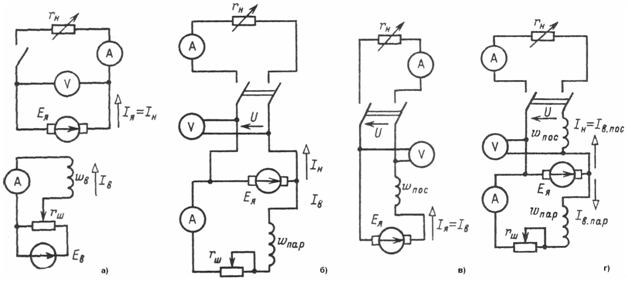 rн
A
V
Eя
Iя=Iн
A
wв
Iв
rш
Eв
а)
rн
A
U
V
Iн
Eя
Iв
A
wпар
rш
б)
rн
A
U
V
wпос
Eя
Iя=Iв
в)
rн
A
U
Iн=Iв.пос
wпос
V
Eя
A
wпар
Iв.пар
rш
г)